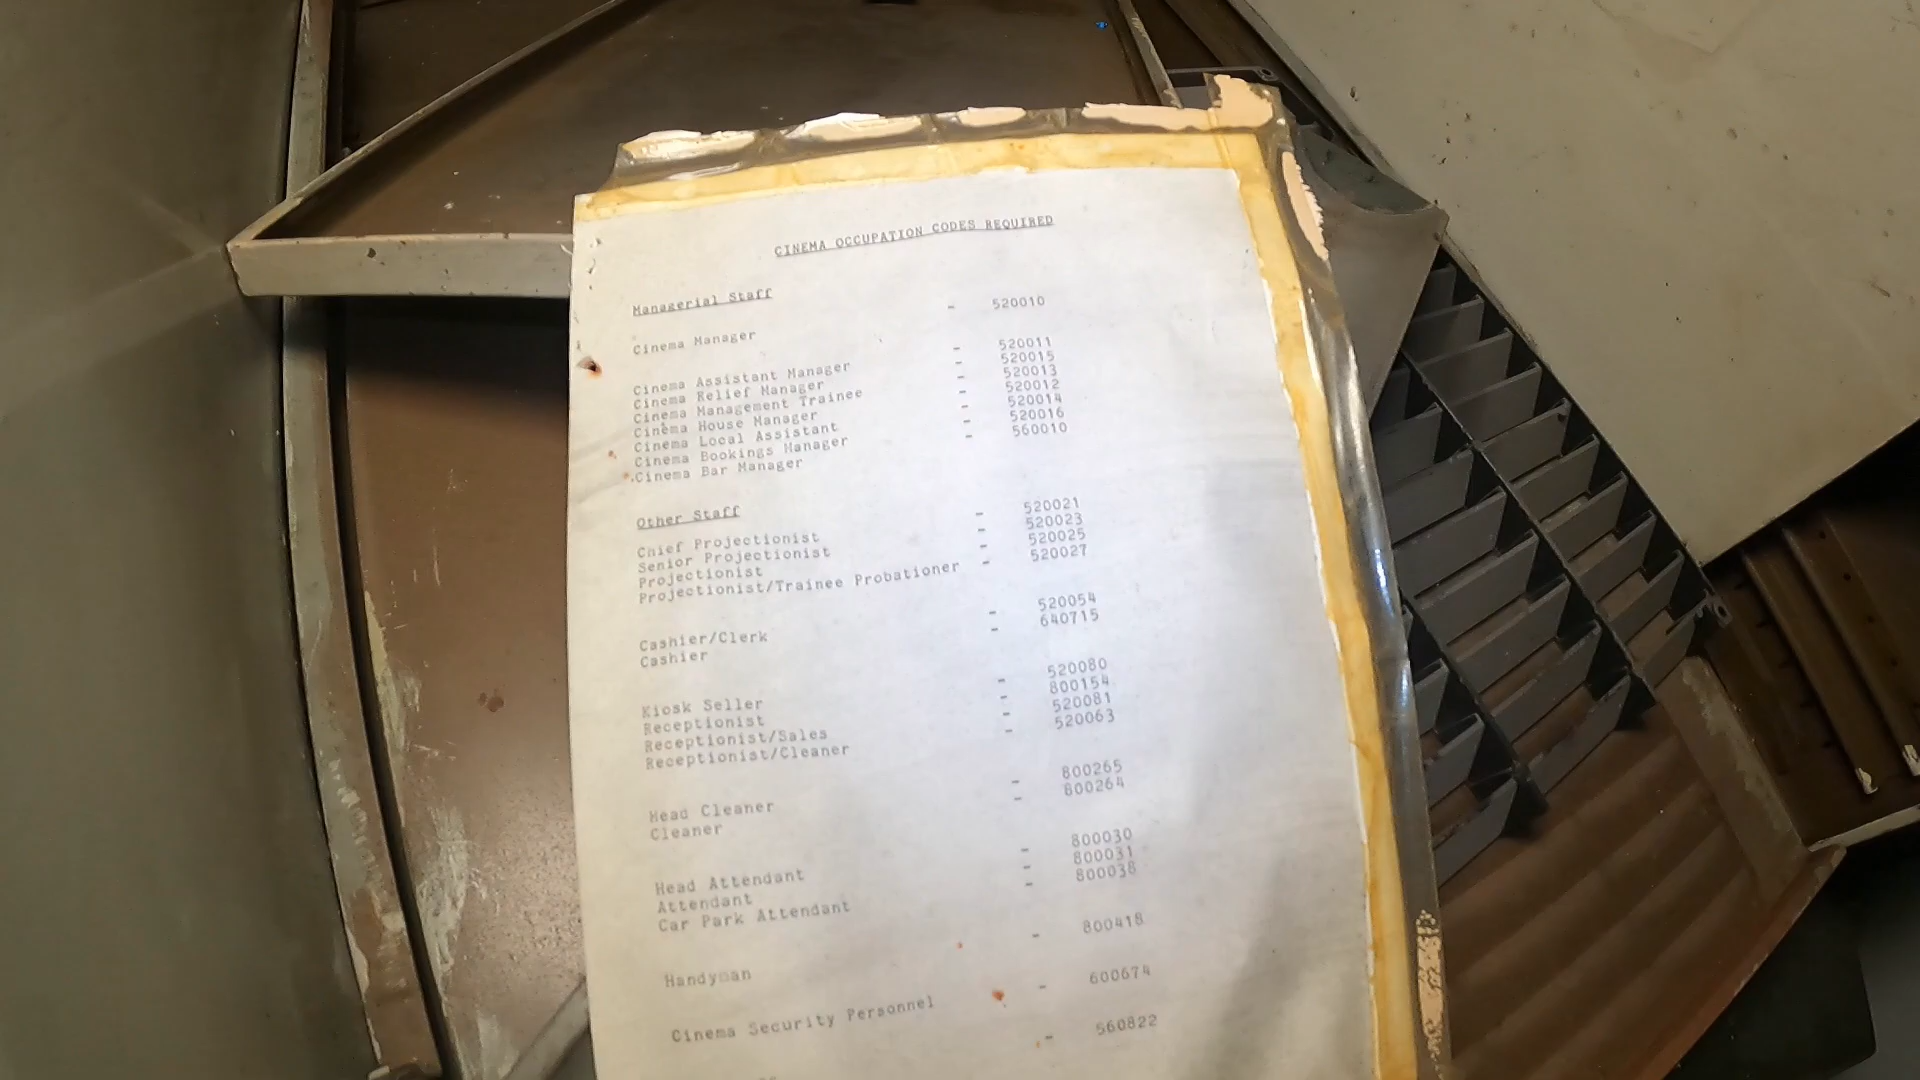 CINEMA OCCUPATION CODES REQUIRED
Managerial Staff
Cinema Manager - 520010
Cinema Assistant Manager - 520011
Cinema Relief Manager - 520015
Cinema Management Trainee - 520013
Cinema House Manager - 520012
Cinema Local Assistant - 520014
Cinema Bookings Manager - 520016
Cinema Bar Manager - 560010
Other Staff
Chief Projectionist - 520021
Senior Projectionist - 520023
Projectionist - 520025
Projectionist/Trainee Probationer - 520027
Cashier/Clerk - 520054
Cashier - 640715
Kiosk Seller - 520080
Receptionist - 800154
Receptionist/Sales - 520081
Receptionist/Cleaner - 520063
Head Cleaner - 800265
Cleaner - 800264
Head Attendant - 800030
Attendant - 800031
Car Park Attendant - 800038
Handyman - 800418
Cinema Security Personnel - 600674
- 560822